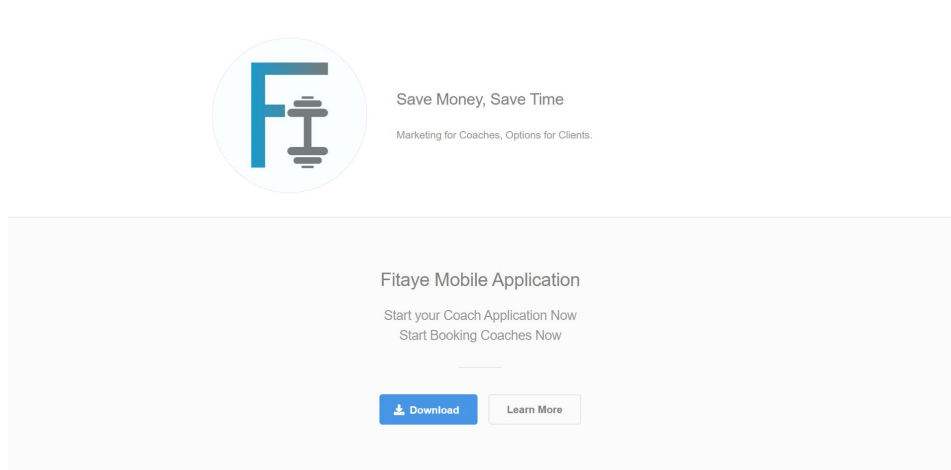 F
Save Money, Save Time
Marketing for Coaches, Options for Clients.
Fitaye Mobile Application
Start your Coach Application Now
Start Booking Coaches Now
Download
Learn More